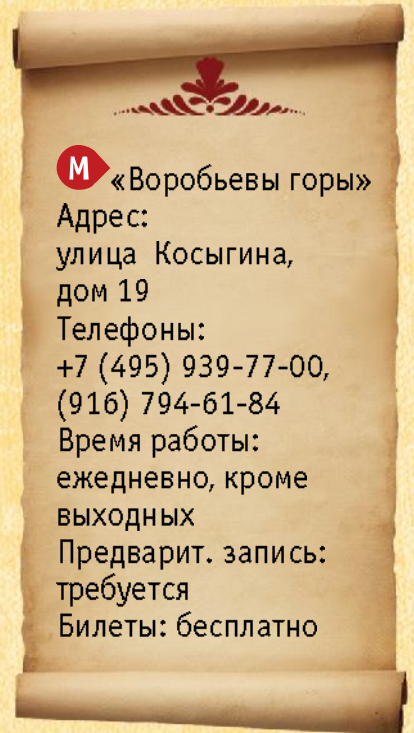 М «Воробьевы горы»
Адрес:
улица Косыгина,
дом 19
Телефоны:
+7 (495) 939-77-00,
(916) 794-61-84
Время работы:
ежедневно, кроме
выходных
Предварит. запись:
требуется
Билеты: бесплатно